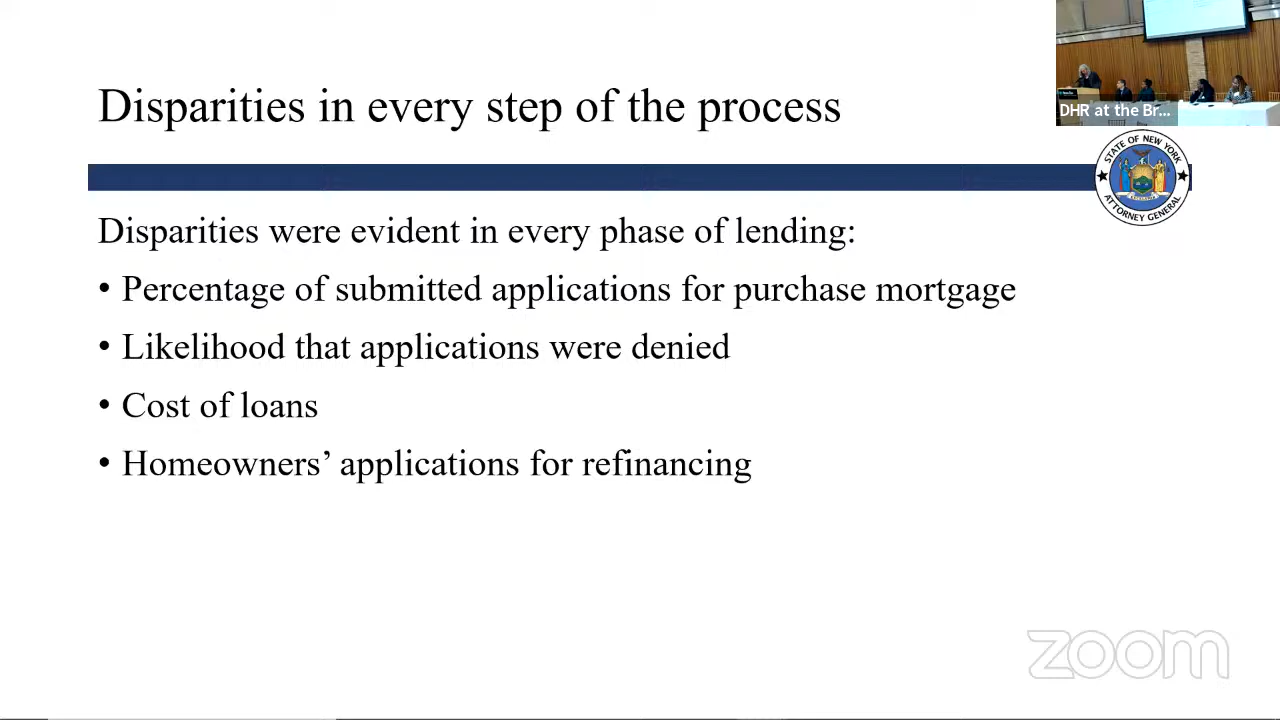 Disparities in every step of the process
DHR at the Br...
STATE OF NEW YORK
ATTORNEY GENERAL
Disparities were evident in every phase of lending:
• Percentage of submitted applications for purchase mortgage
• Likelihood that applications were denied
• Cost of loans
• Homeowners’ applications for refinancing
zoom